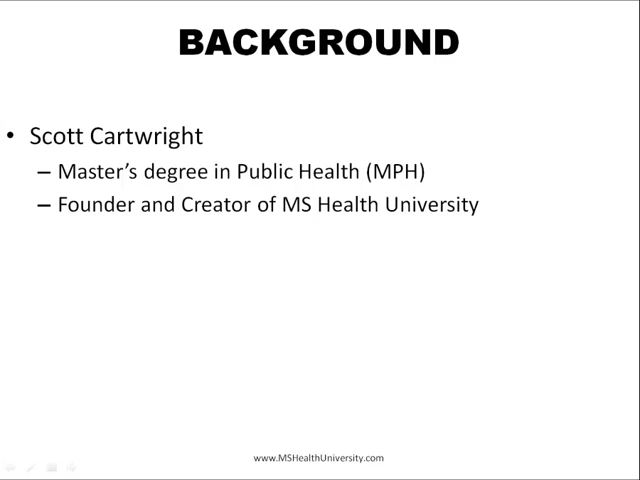 BACKGROUND
• Scott Cartwright
– Master’s degree in Public Health (MPH)
– Founder and Creator of MS Health University
www.MSHealthUniversity.com